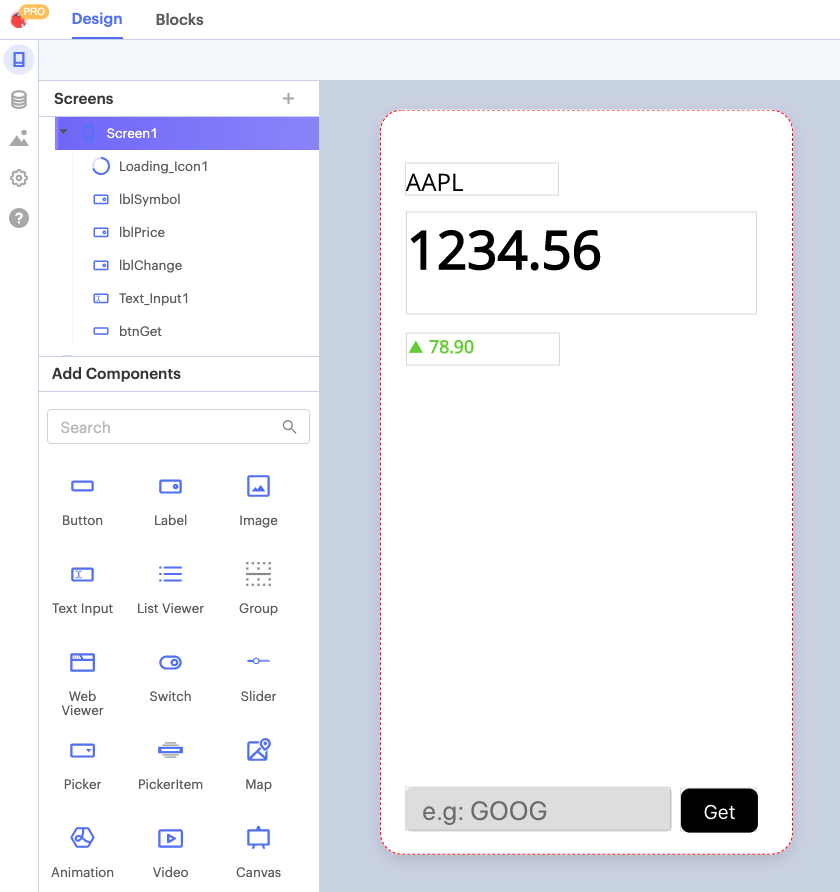 PRO
Design Blocks
Screens +
Screen1
Loading_Icon1
lblSymbol
lblPrice
lblChange
Text_Input1
btnGet
Add Components
Search
Button Label Image
Text Input List Viewer Group
Web Viewer Switch Slider
Picker PickerItem Map
Animation Video Canvas
AAPL
1234.56
▲ 78.90
e.g: GOOG Get